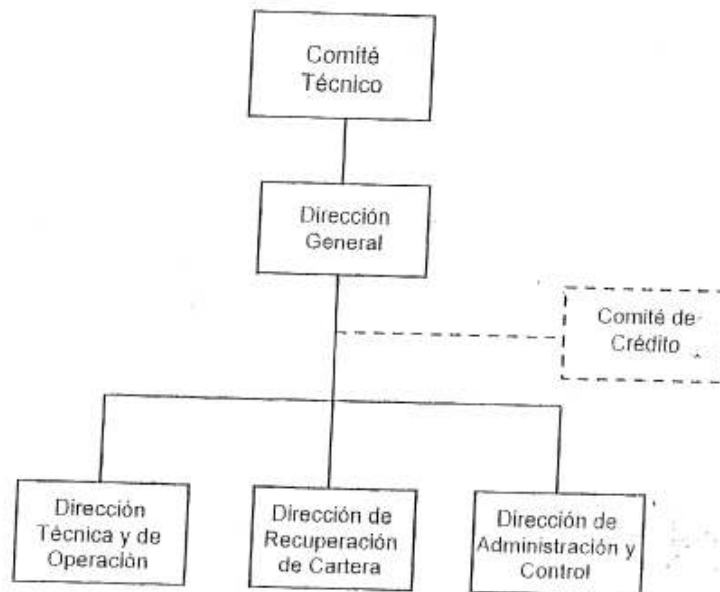 Comité
Técnico
Dirección
General
Comité de
Crédito
Dirección
Técnica y de
Operación
Dirección de
Recuperación
de Cartera
Dirección de
Administración y
Control